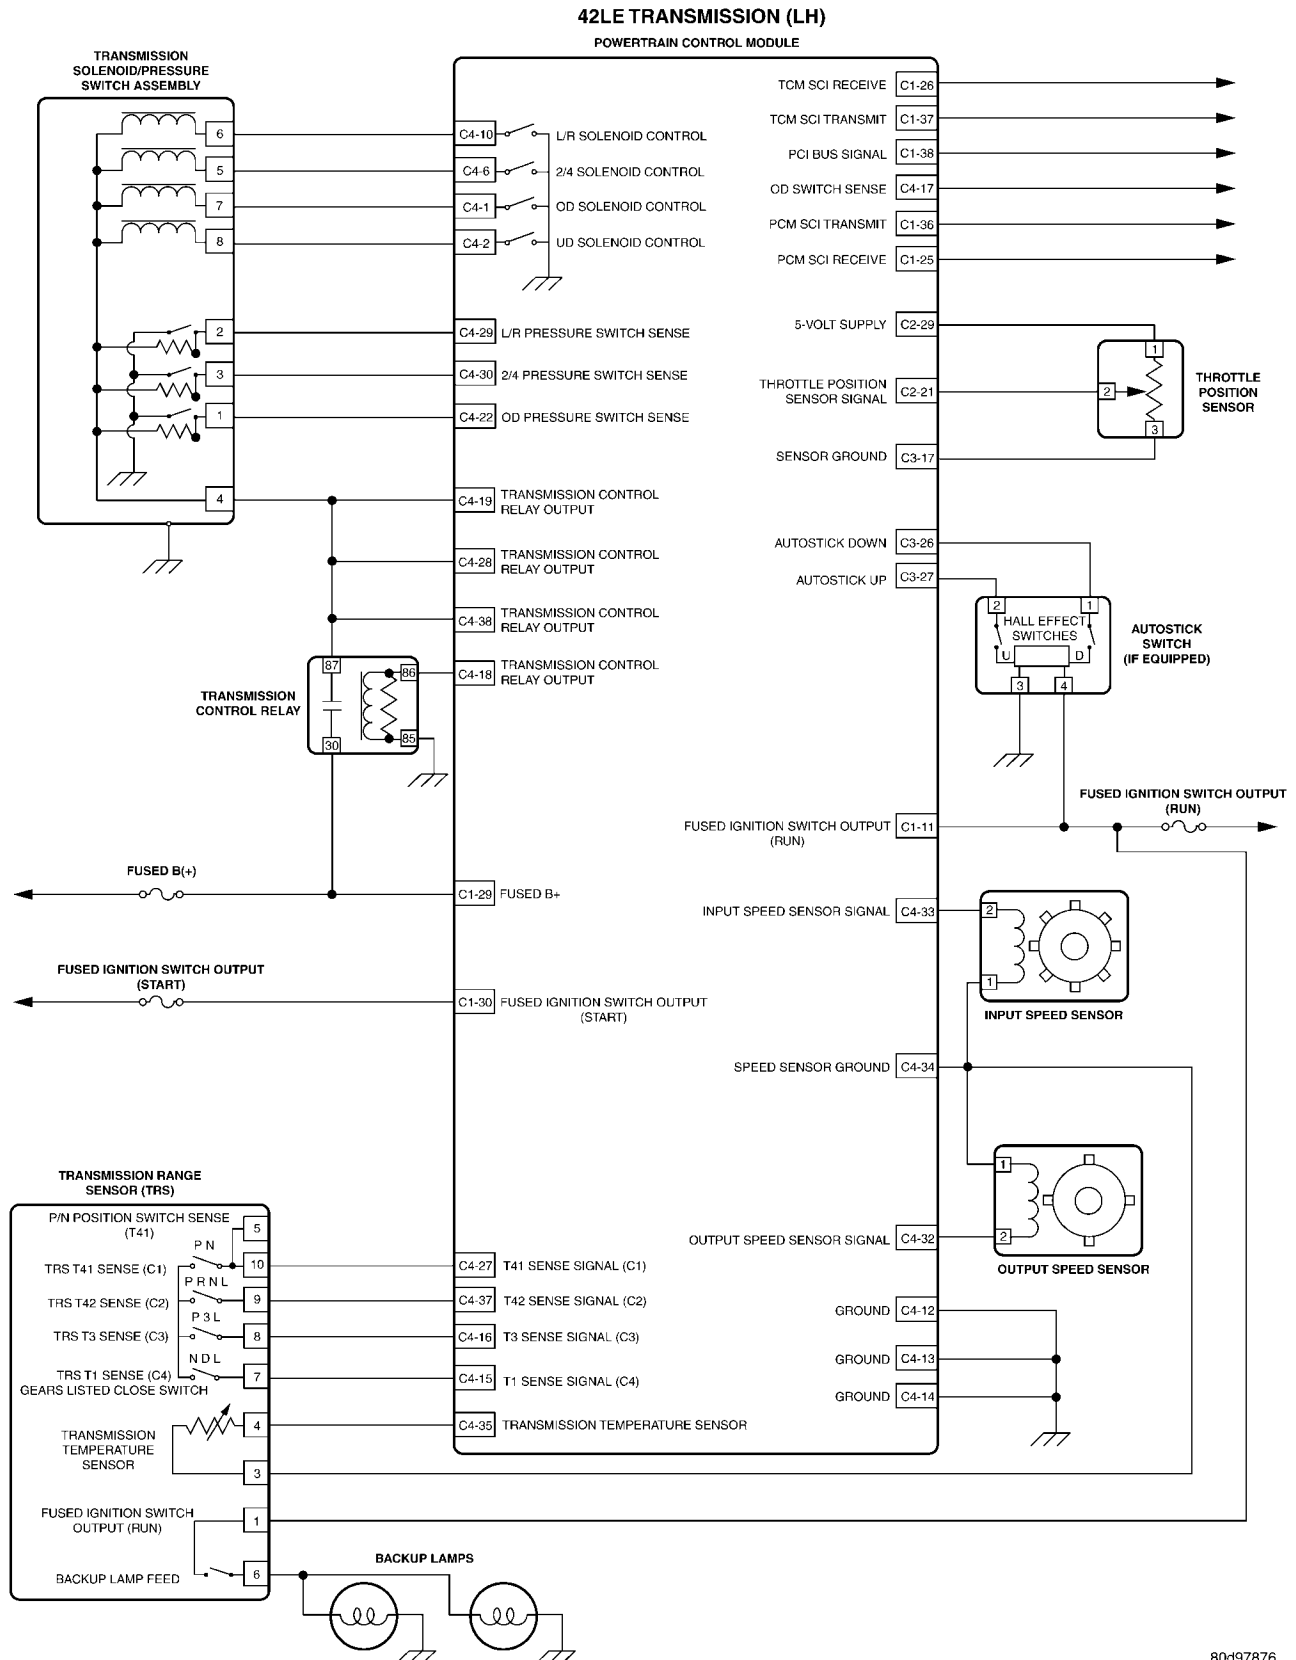 42LE TRANSMISSION (LH)
POWERTRAIN CONTROL MODULE
TRANSMISSION
SOLENOID/PRESSURE
SWITCH ASSEMBLY
6
C4-10
L/R SOLENOID CONTROL
5
C4-6
2/4 SOLENOID CONTROL
7
C4-1
OD SOLENOID CONTROL
8
C4-2
UD SOLENOID CONTROL
2
C4-29
L/R PRESSURE SWITCH SENSE
3
C4-30
2/4 PRESSURE SWITCH SENSE
1
C4-22
OD PRESSURE SWITCH SENSE
4
C4-19
TRANSMISSION CONTROL
RELAY OUTPUT
C4-28
TRANSMISSION CONTROL
RELAY OUTPUT
C4-38
TRANSMISSION CONTROL
RELAY OUTPUT
C4-18
TRANSMISSION CONTROL
RELAY OUTPUT
TRANSMISSION
CONTROL RELAY
87
86
30
85
FUSED B(+)
C1-29
FUSED B+
FUSED IGNITION SWITCH OUTPUT
(START)
C1-30
FUSED IGNITION SWITCH OUTPUT
(START)
TCM SCI RECEIVE
C1-26
TCM SCI TRANSMIT
C1-37
PCI BUS SIGNAL
C1-38
OD SWITCH SENSE
C4-17
PCM SCI TRANSMIT
C1-36
PCM SCI RECEIVE
C1-25
5-VOLT SUPPLY
C2-29
THROTTLE POSITION
SENSOR SIGNAL
C2-21
SENSOR GROUND
C3-17
1
2
3
THROTTLE
POSITION
SENSOR
AUTOSTICK DOWN
C3-26
AUTOSTICK UP
C3-27
2
1
HALL EFFECT
SWITCHES
U
D
3
4
AUTOSTICK
SWITCH
(IF EQUIPPED)
FUSED IGNITION SWITCH OUTPUT
(RUN)
C1-11
FUSED IGNITION SWITCH OUTPUT
(RUN)
INPUT SPEED SENSOR SIGNAL
C4-33
2
1
INPUT SPEED SENSOR
SPEED SENSOR GROUND
C4-34
1
2
OUTPUT SPEED SENSOR SIGNAL
C4-32
OUTPUT SPEED SENSOR
GROUND
C4-12
GROUND
C4-13
GROUND
C4-14
TRANSMISSION RANGE
SENSOR (TRS)
P/N POSITION SWITCH SENSE
(T41)
5
P N
TRS T41 SENSE (C1)
10
C4-27
T41 SENSE SIGNAL (C1)
P R N L
TRS T42 SENSE (C2)
9
C4-37
T42 SENSE SIGNAL (C2)
P 3 L
TRS T3 SENSE (C3)
8
C4-16
T3 SENSE SIGNAL (C3)
N D L
TRS T1 SENSE (C4)
7
C4-15
T1 SENSE SIGNAL (C4)
GEARS LISTED CLOSE SWITCH
TRANSMISSION
TEMPERATURE
SENSOR
4
C4-35
TRANSMISSION TEMPERATURE SENSOR
3
FUSED IGNITION SWITCH
OUTPUT (RUN)
1
BACKUP LAMP FEED
6
BACKUP LAMPS
80d97876